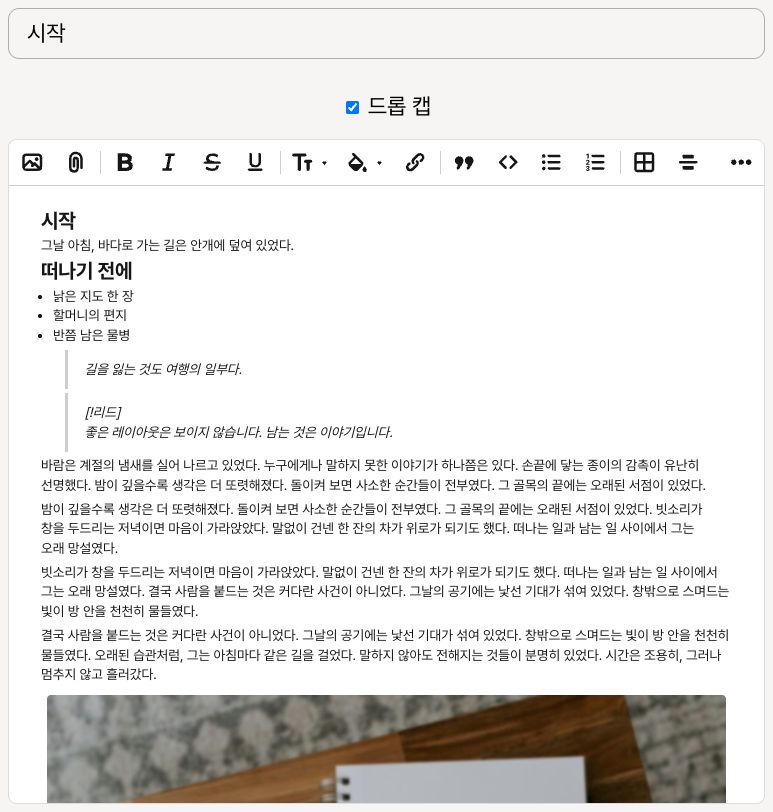 시작
드롭 캡
시작
그날 아침, 바다로 가는 길은 안개에 덮여 있었다.
떠나기 전에
• 낡은 지도 한 장
• 할머니의 편지
• 반쯤 남은 물병
길을 잃는 것도 여행의 일부다.
[!리드]
좋은 레이아웃은 보이지 않습니다. 남는 것은 이야기입니다.
바람은 계절의 냄새를 실어 나르고 있었다. 누구에게나 말하지 못한 이야기가 하나쯤은 있다. 손끝에 닿는 종이의 감촉이 유난히
선명했다. 밤이 깊을수록 생각은 더 또렷해졌다. 돌이켜 보면 사소한 순간들이 전부였다. 그 골목의 끝에는 오래된 서점이 있었다.
밤이 깊을수록 생각은 더 또렷해졌다. 돌이켜 보면 사소한 순간들이 전부였다. 그 골목의 끝에는 오래된 서점이 있었다. 빗소리가
창을 두드리는 저녁이면 마음이 가라앉았다. 말없이 건넨 한 잔의 차가 위로가 되기도 했다. 떠나는 일과 남는 일 사이에서 그는
오래 망설였다.
빗소리가 창을 두드리는 저녁이면 마음이 가라앉았다. 말없이 건넨 한 잔의 차가 위로가 되기도 했다. 떠나는 일과 남는 일 사이에서
그는 오래 망설였다. 결국 사람을 붙드는 것은 커다란 사건이 아니었다. 그날의 공기에는 낯선 기대가 섞여 있었다. 창밖으로 스며드는
빛이 방 안을 천천히 물들였다.
결국 사람을 붙드는 것은 커다란 사건이 아니었다. 그날의 공기에는 낯선 기대가 섞여 있었다. 창밖으로 스며드는 빛이 방 안을 천천히
물들였다. 오래된 습관처럼, 그는 아침마다 같은 길을 걸었다. 말하지 않아도 전해지는 것들이 분명히 있었다. 시간은 조용히, 그러나
멈추지 않고 흘러갔다.